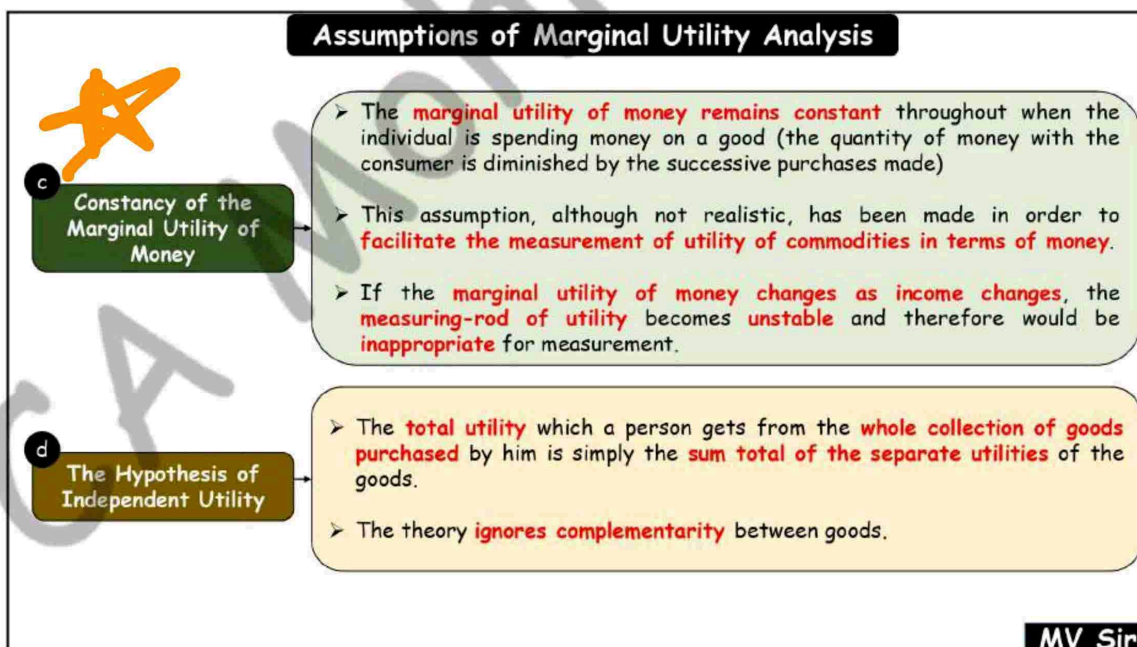 Assumptions of Marginal Utility Analysis
c
Constancy of the
Marginal Utility of
Money
➤ The marginal utility of money remains constant throughout when the
individual is spending money on a good (the quantity of money with the
consumer is diminished by the successive purchases made)
➤ This assumption, although not realistic, has been made in order to
facilitate the measurement of utility of commodities in terms of money.
➤ If the marginal utility of money changes as income changes, the
measuring-rod of utility becomes unstable and therefore would be
inappropriate for measurement.
d
The Hypothesis of
Independent Utility
➤ The total utility which a person gets from the whole collection of goods
purchased by him is simply the sum total of the separate utilities of the
goods.
➤ The theory ignores complementarity between goods.
MV Sir
CA